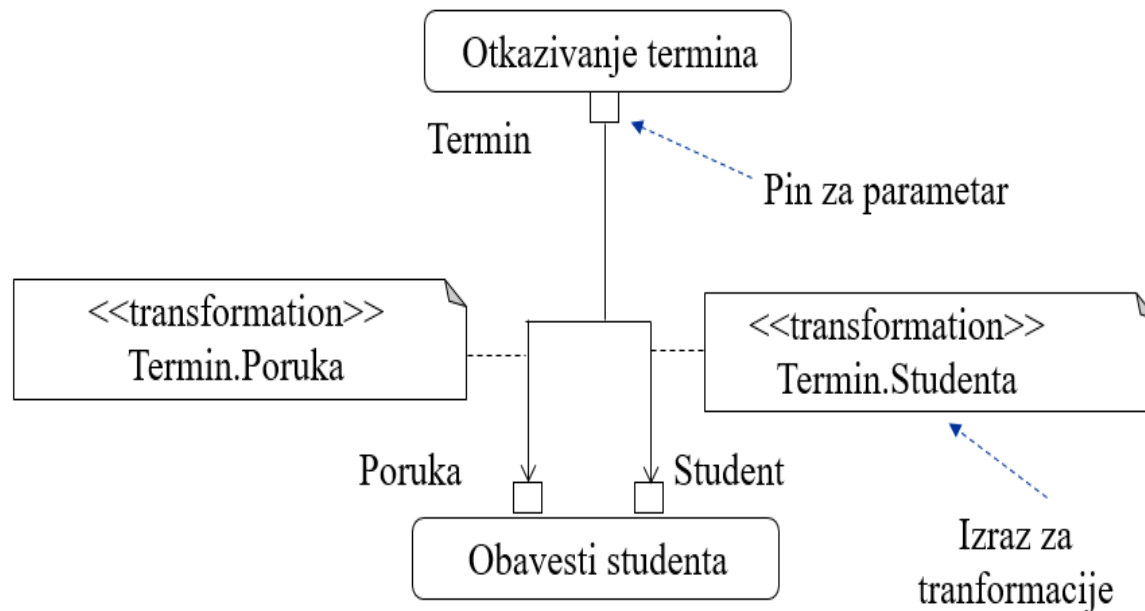 Otkazivanje termina
Termin
Pin za parametar
<<transformation>>
Termin.Poruka
<<transformation>>
Termin.Studenta
Poruka
Student
Obavesti studenta
Izraz za
tranformacije